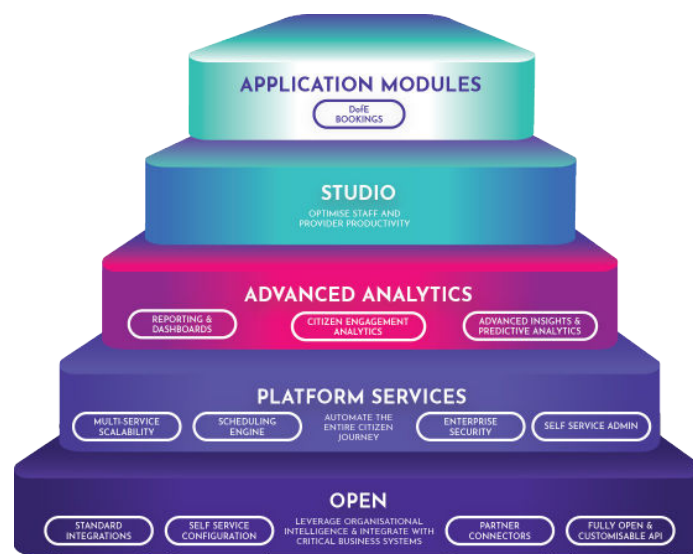 APPLICATION MODULES
DofE
BOOKINGS
STUDIO
OPTIMISE STAFF AND
PROVIDER PRODUCTIVITY
ADVANCED ANALYTICS
REPORTING &
DASHBOARDS
CITIZEN ENGAGEMENT
ANALYTICS
ADVANCED INSIGHTS &
PREDICTIVE ANALYTICS
PLATFORM SERVICES
MULTI-SERVICE
SCALABILITY
SCHEDULING
ENGINE
AUTOMATE THE
ENTIRE CITIZEN
JOURNEY
ENTERPRISE
SECURITY
SELF SERVICE ADMIN
OPEN
STANDARD
INTEGRATIONS
SELF SERVICE
CONFIGURATION
LEVERAGE ORGANISATIONAL
INTELLIGENCE & INTEGRATE WITH
CRITICAL BUSINESS SYSTEMS
PARTNER
CONNECTORS
FULLY OPEN &
CUSTOMISABLE API